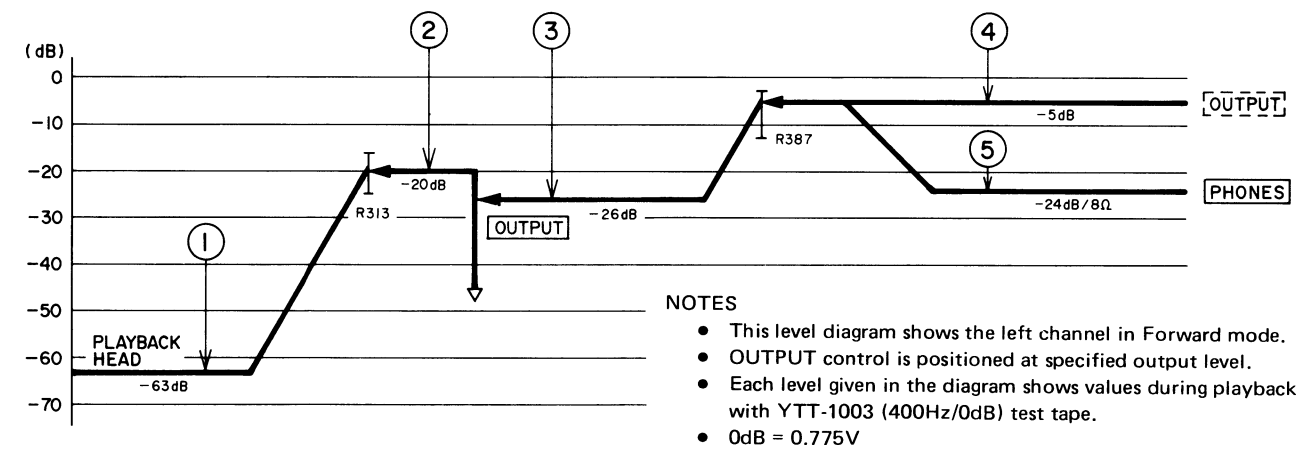 (dB)
0
-10
-20
-30
-40
-50
-60
-70
1
2
3
4
5
PLAYBACK
HEAD
-63dB
R313
-20dB
OUTPUT
-26dB
R387
-5dB
OUTPUT
-24dB/8Ω
PHONES
NOTES
● This level diagram shows the left channel in Forward mode.
● OUTPUT control is positioned at specified output level.
● Each level given in the diagram shows values during playback
with YTT-1003 (400Hz/0dB) test tape.
● 0dB = 0.775V